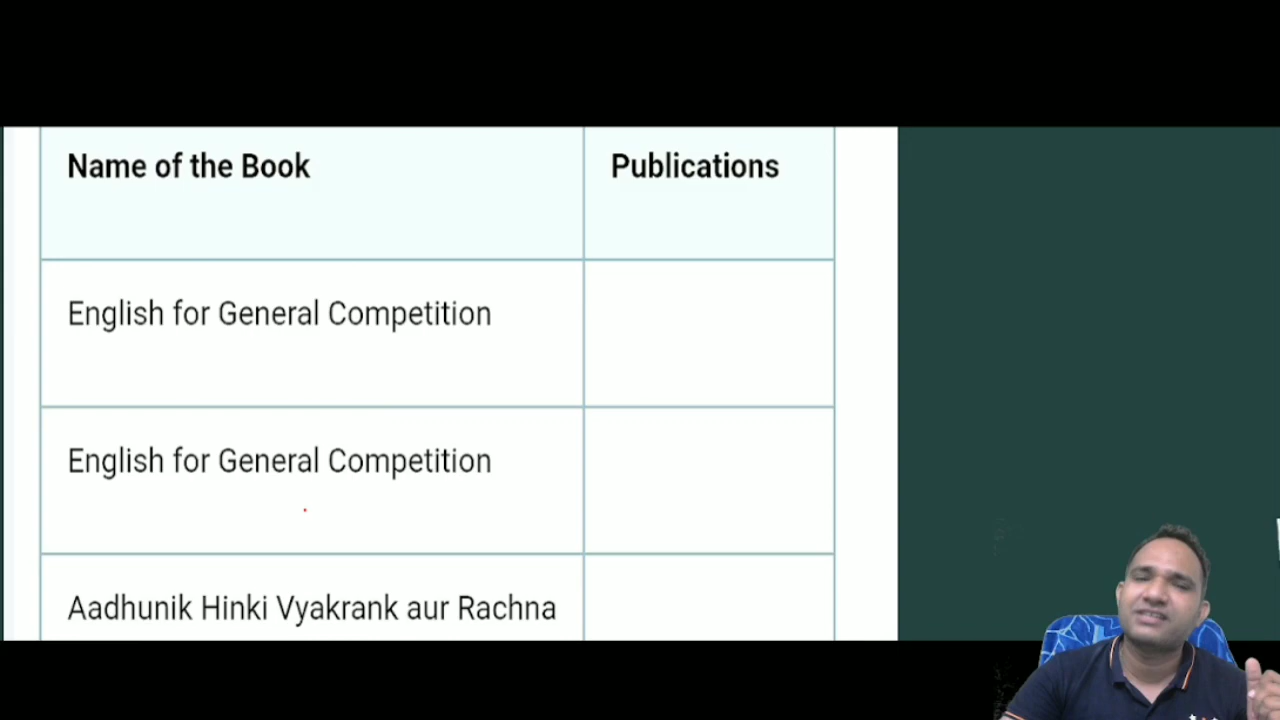 Name of the Book Publications
English for General Competition
English for General Competition
Aadhunik Hinki Vyakrank aur Rachna